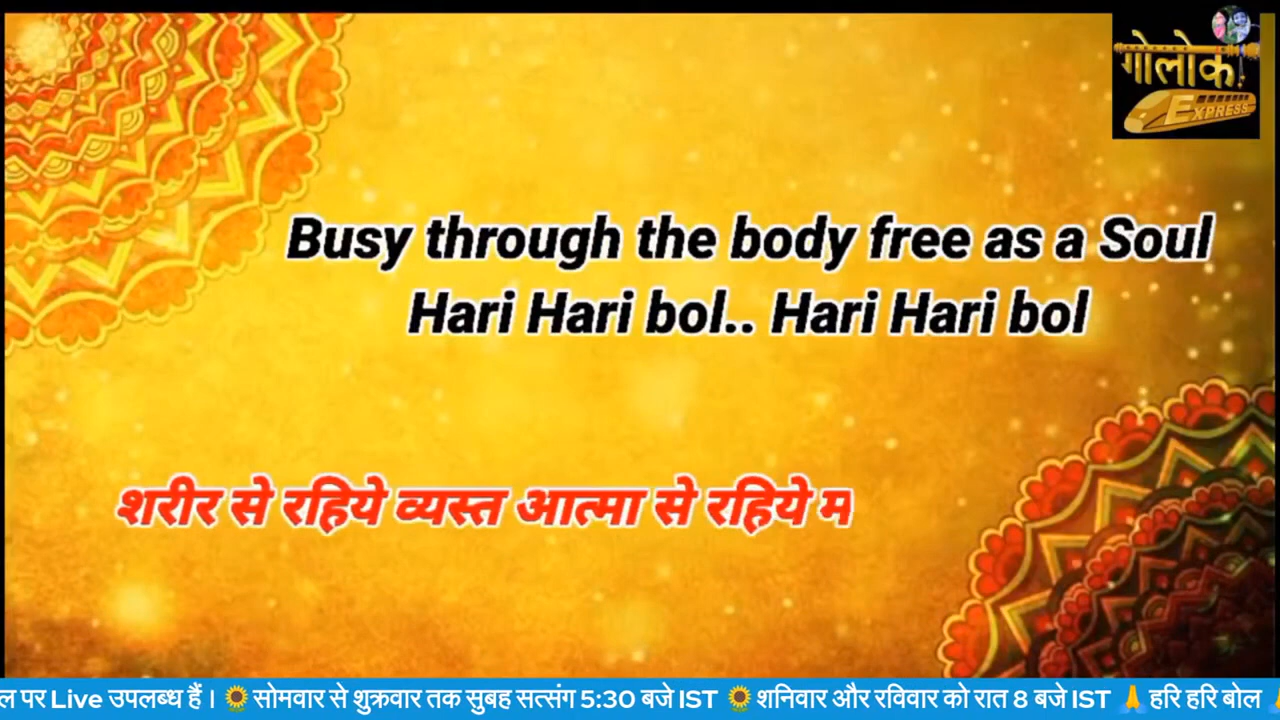 गोलोक
EXPRESS
Busy through the body free as a Soul
Hari Hari bol.. Hari Hari bol
शरीर से रहिये व्यस्त आत्मा से रहिये म
ल पर Live उपलब्ध हैं । 🌻 सोमवार से शुक्रवार तक सुबह सत्संग 5:30 बजे IST 🌻 शनिवार और रविवार को रात 8 बजे IST 🙏 हरि हरि बोल